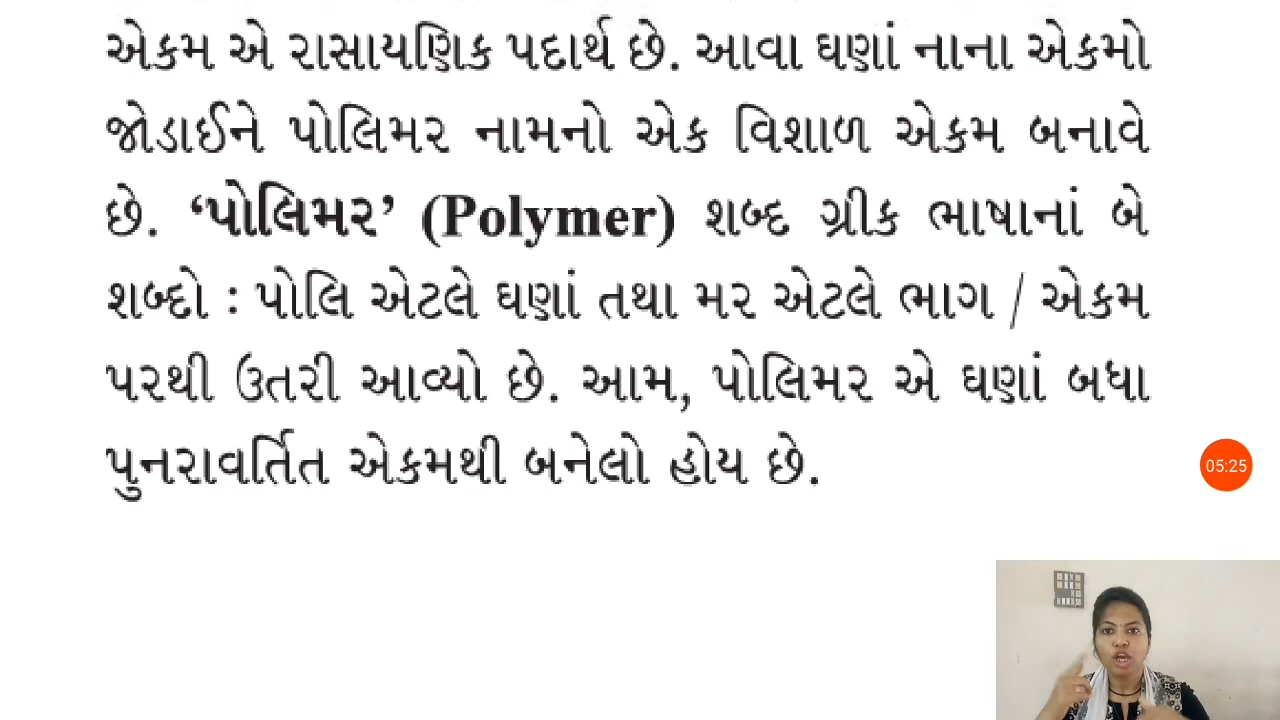 એકમ એ રાસાયણિક પદાર્થ છે. આવા ઘણાં નાના એકમો
જોડાઈને પોલિમર નામનો એક વિશાળ એકમ બનાવે
છે. ‘પોલિમર’ (Polymer) શબ્દ ગ્રીક ભાષાનાં બે
શબ્દો : પોલિ એટલે ઘણાં તથા મર એટલે ભાગ / એકમ
પરથી ઉતરી આવ્યો છે. આમ, પોલિમર એ ઘણાં બધા
પુનરાવર્તિત એકમથી બનેલો હોય છે.
05:25